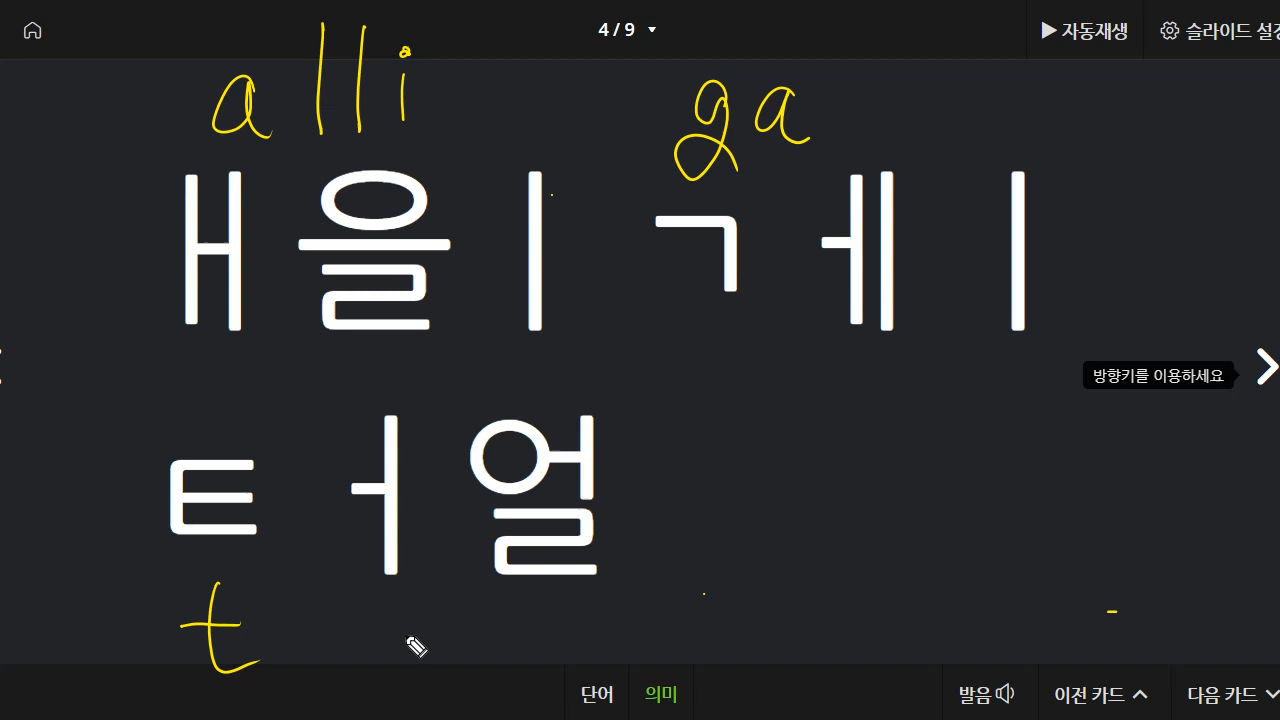 4 / 9
자동재생
슬라이드 설정
alli ga
ㅐ을ㅣㄱㅔㅣ
방향키를 이용하세요
ㅌㅓ얼
t
단어 의미 발음 이전 카드 다음 카드